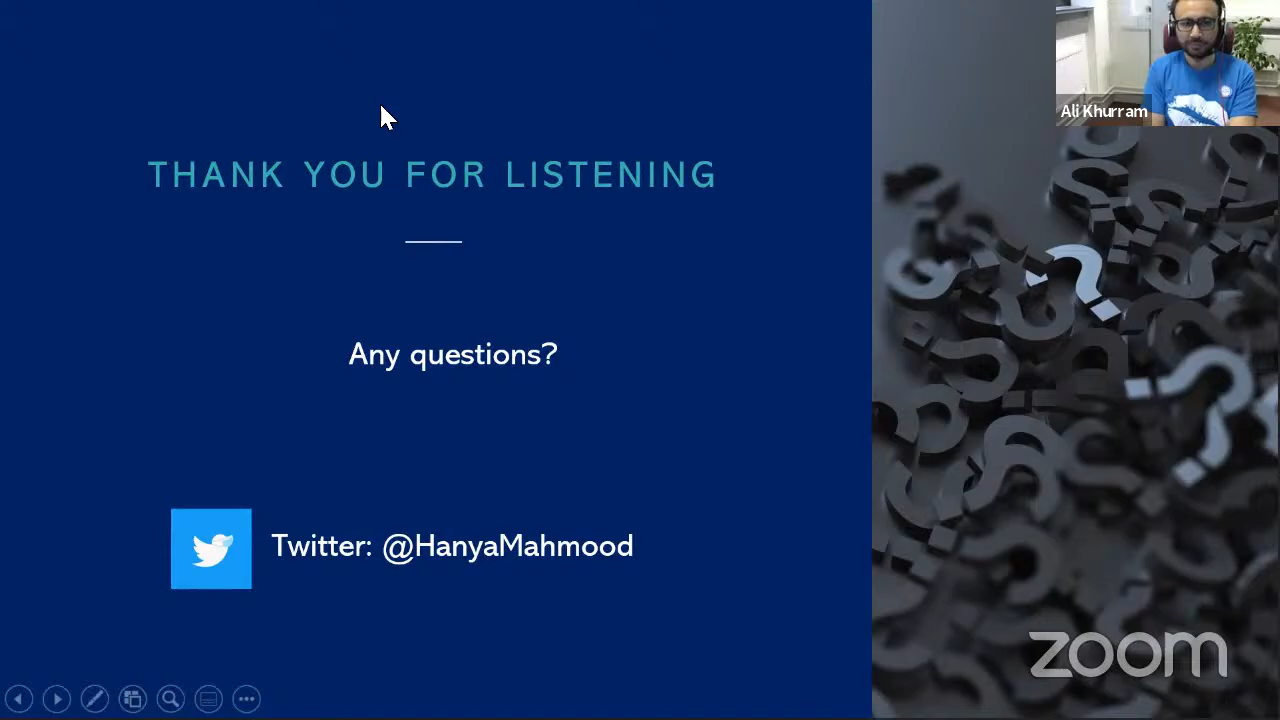 Ali Khurram
THANK YOU FOR LISTENING
Any questions?
Twitter: @HanyaMahmood
zoom